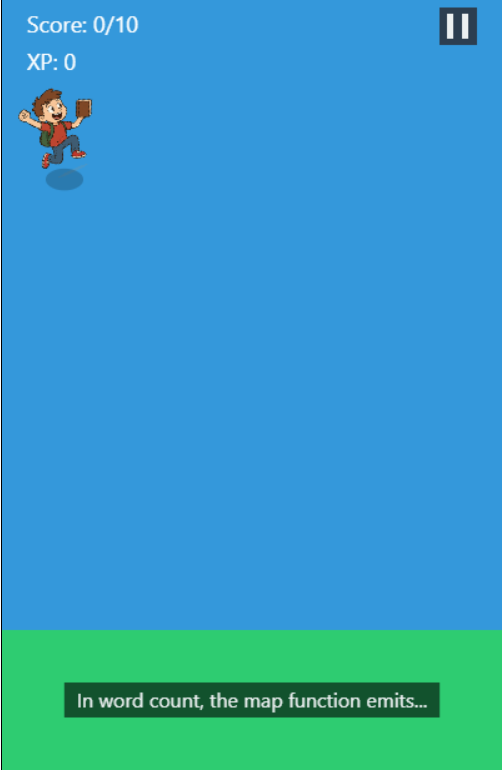 Score: 0/10
XP: 0
In word count, the map function emits...